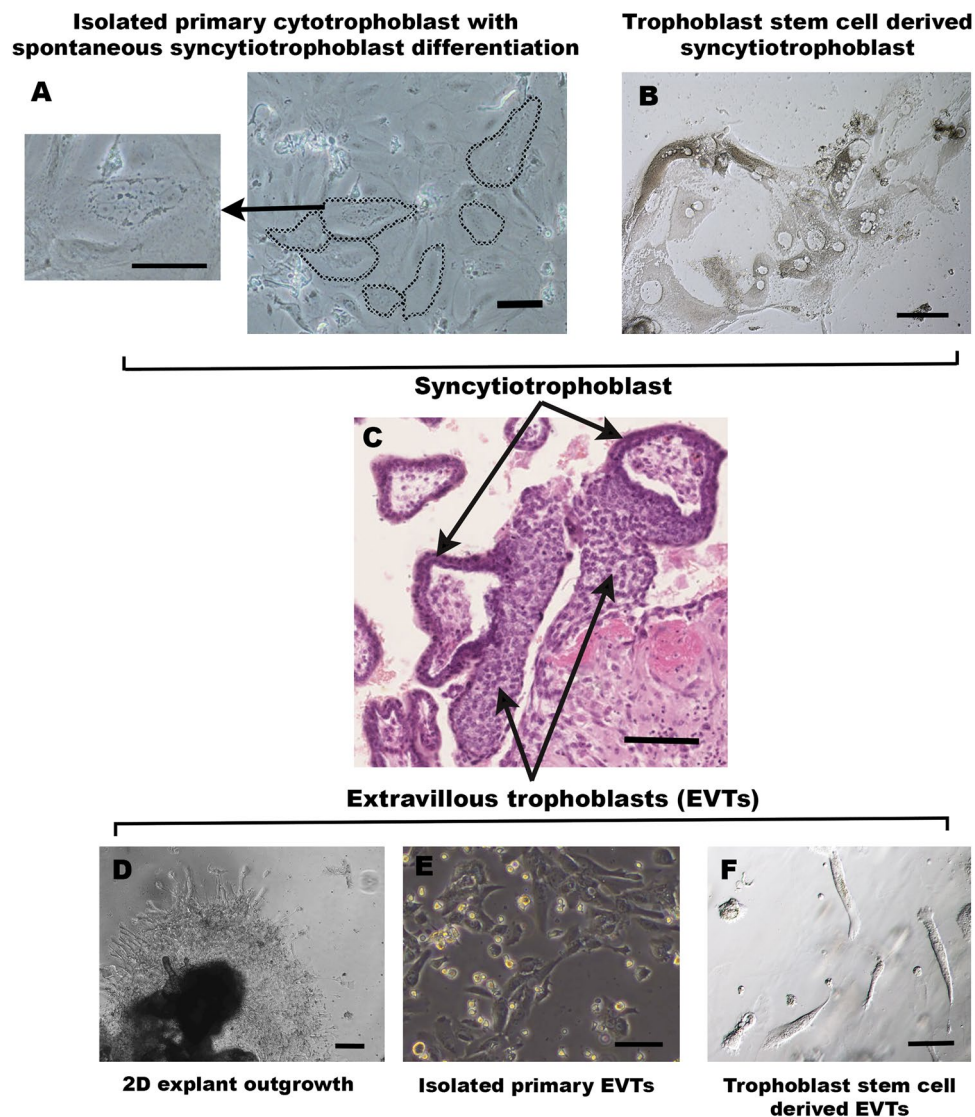 Isolated primary cytotrophoblast with
spontaneous syncytiotrophoblast differentiation
Trophoblast stem cell derived
syncytiotrophoblast
A
B
Syncytiotrophoblast
C
Extravillous trophoblasts (EVTs)
D
E
F
2D explant outgrowth
Isolated primary EVTs
Trophoblast stem cell
derived EVTs